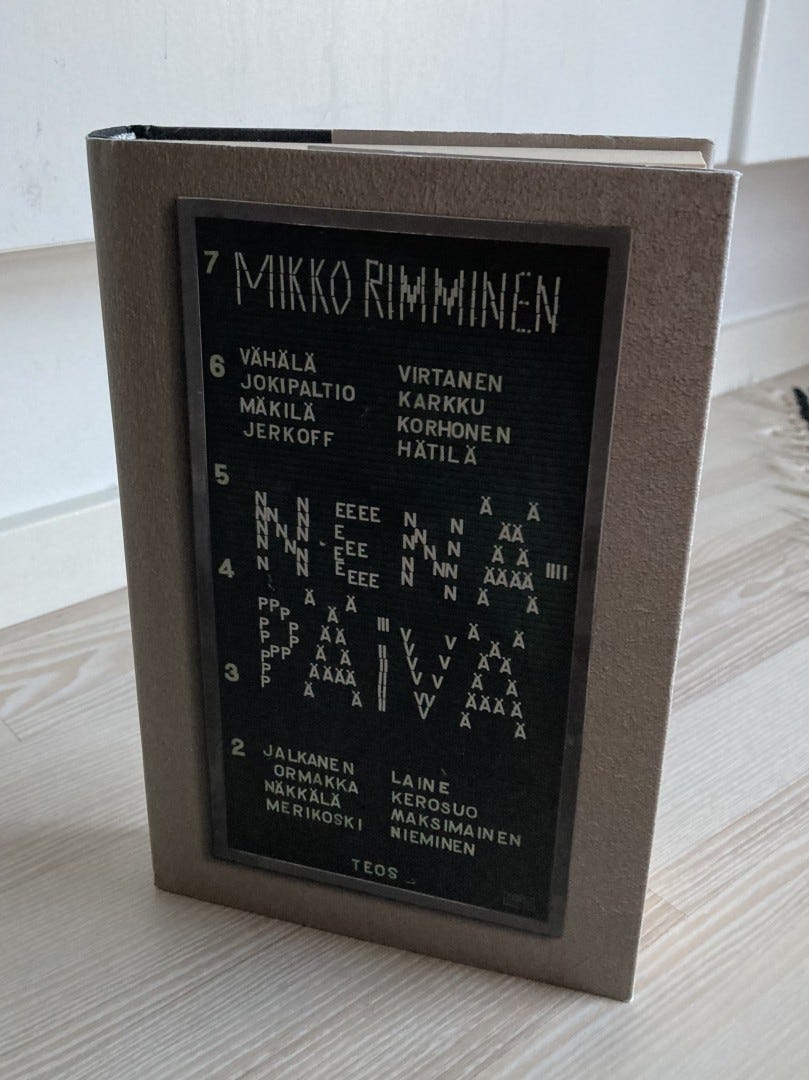 7 MIKKO RIMMINEN
6 VÄHÄLÄ
JOKIPALTIO
MÄKILÄ
JERKOFF
VIRTANEN
KARKKU
KORHONEN
HÄTILÄ
5
NENÄ-
4
PÄIVÄ
3
2 JALKANEN
ORMAKKA
NÄKKÄLÄ
MERIKOSKI
LAINE
KEROSUO
MAKSIMAINEN
NIEMINEN
TEOS